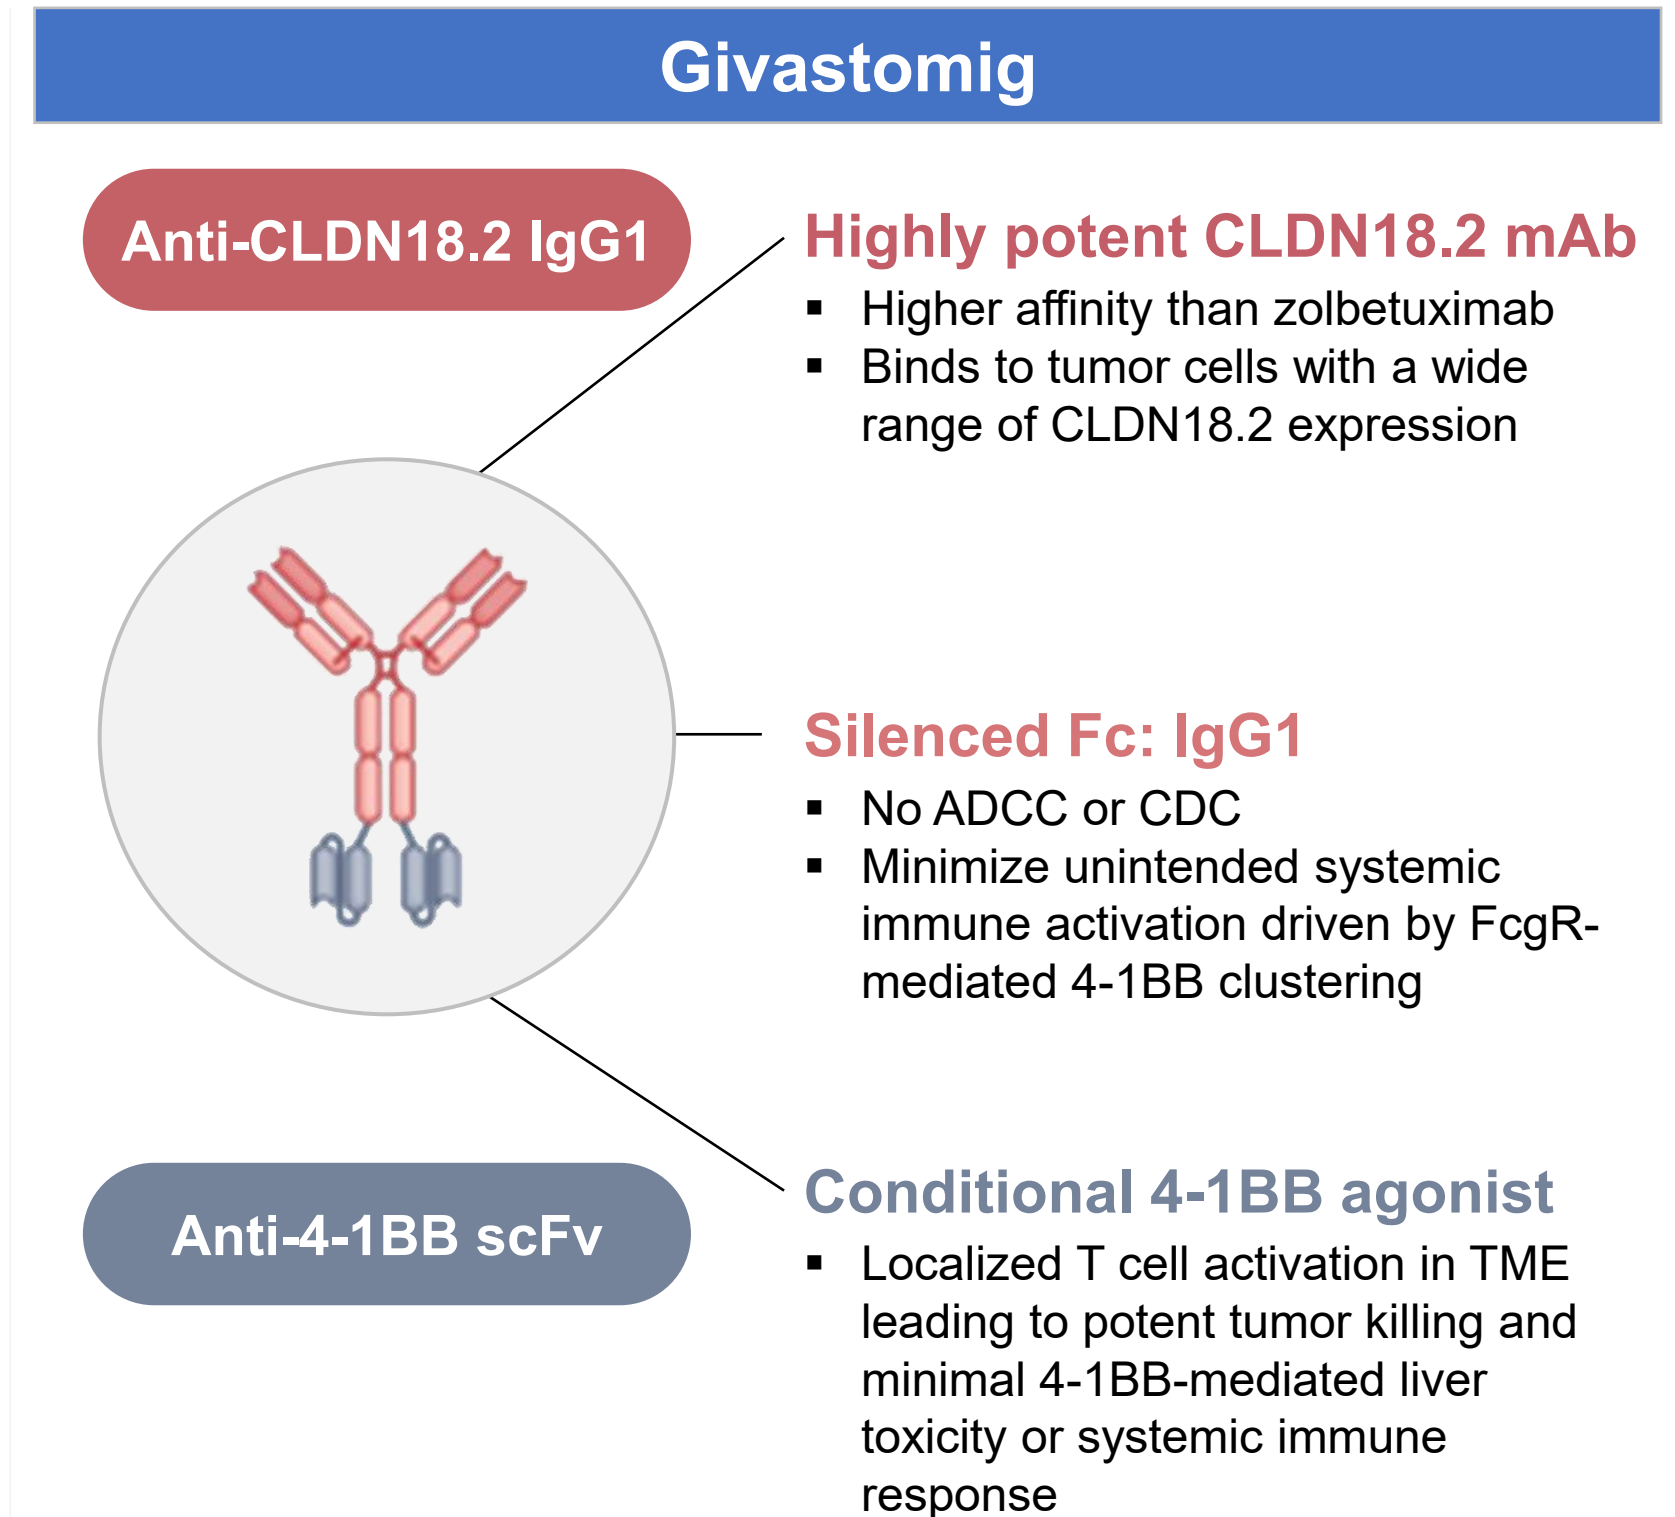 Givastomig
Anti-CLDN18.2 IgG1
Highly potent CLDN18.2 mAb
▪ Higher affinity than zolbetuximab
▪ Binds to tumor cells with a wide
range of CLDN18.2 expression
Silenced Fc: IgG1
▪ No ADCC or CDC
▪ Minimize unintended systemic
immune activation driven by FcgR-
mediated 4-1BB clustering
Anti-4-1BB scFv
Conditional 4-1BB agonist
▪ Localized T cell activation in TME
leading to potent tumor killing and
minimal 4-1BB-mediated liver
toxicity or systemic immune
response